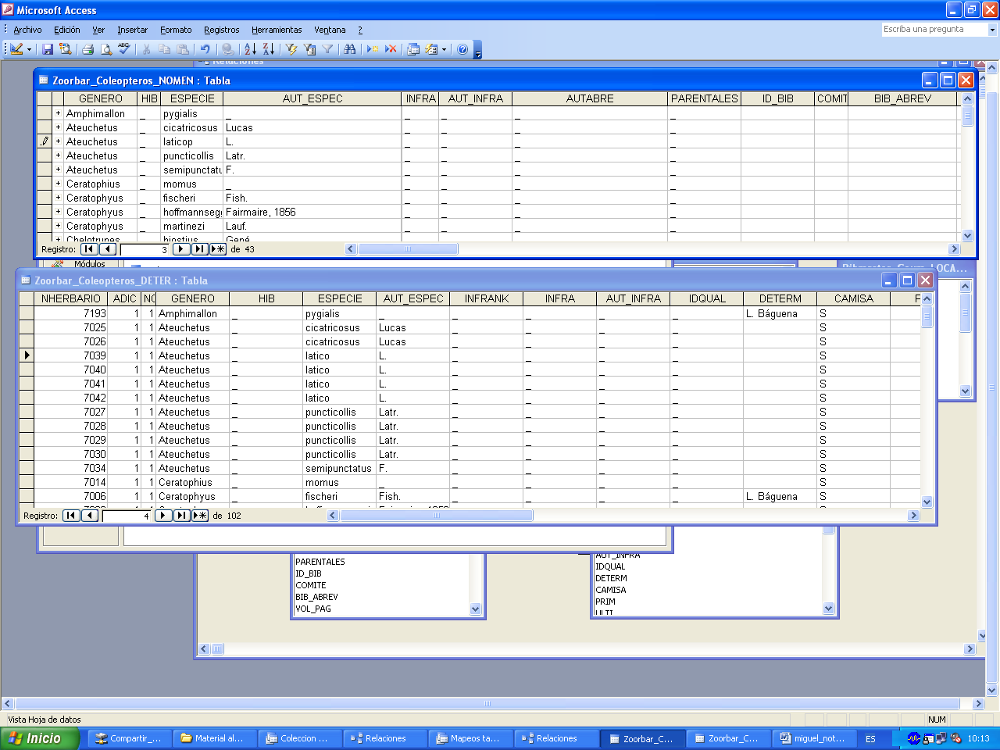 Microsoft Access
Archivo Edición Ver Insertar Formato Registros Herramientas Ventana ? Escriba una pregunta
Relaciones
Zoorbar_Coleopteros_NOMEN : Tabla
GENERO HIB ESPECIE AUT_ESPEC INFRA AUT_INFRA AUTABRE PARENTALES ID_BIB COMIT BIB_ABREV
+ Amphimallon _ pygialis _ _ _ _ _
+ Ateuchetus _ cicatricosus Lucas _ _ _ _
+ Ateuchetus _ laticop L. _ _ _ _
+ Ateuchetus _ puncticollis Latr. _ _ _ _
+ Ateuchetus _ semipunctatu F. _ _ _ _
+ Ceratophius _ momus _ _ _ _ _
+ Ceratophyus _ fischeri Fish. _ _ _ _
+ Ceratophyus _ hoffmannsegg Fairmaire, 1856 _ _ _ _
+ Ceratophyus _ martinezi Lauf. _ _ _ _
+ Chelotrupes _ hiostius Gené
Registro: 3 de 43
Módulos
Zoorbar_Coleopteros_DETER : Tabla
NHERBARIO ADIC NO GENERO HIB ESPECIE AUT_ESPEC INFRANK INFRA AUT_INFRA IDQUAL DETERM CAMISA F
7193 1 1 Amphimallon _ pygialis _ _ _ _ _ L. Báguena S
7025 1 1 Ateuchetus _ cicatricosus Lucas _ _ _ _ S
7026 1 1 Ateuchetus _ cicatricosus Lucas _ _ _ _ S
7039 1 1 Ateuchetus _ latico L. _ _ _ _ S
7040 1 1 Ateuchetus _ latico L. _ _ _ _ S
7041 1 1 Ateuchetus _ latico L. _ _ _ _ S
7042 1 1 Ateuchetus _ latico L. _ _ _ _ S
7027 1 1 Ateuchetus _ puncticollis Latr. _ _ _ _ S
7028 1 1 Ateuchetus _ puncticollis Latr. _ _ _ _ S
7029 1 1 Ateuchetus _ puncticollis Latr. _ _ _ _ S
7030 1 1 Ateuchetus _ puncticollis Latr. _ _ _ _ S
7034 1 1 Ateuchetus _ semipunctatus F. _ _ _ _ S
7014 1 1 Ceratophius _ momus _ _ _ _ _ S
7006 1 1 Ceratophyus _ fischeri Fish. _ _ _ _ L. Báguena S
Registro: 4 de 102
PARENTALES
ID_BIB
COMITE
BIB_ABREV
VOL_PAG
AUT_INFRA
IDQUAL
DETERM
CAMISA
PRIM
ULTI
Vista Hoja de datos NUM
Inicio Compartir_... Material al... Coleccion ... Relaciones Mapeos ta... Relaciones Zoorbar_C... Zoorbar_C... miguel_not... ES 10:13